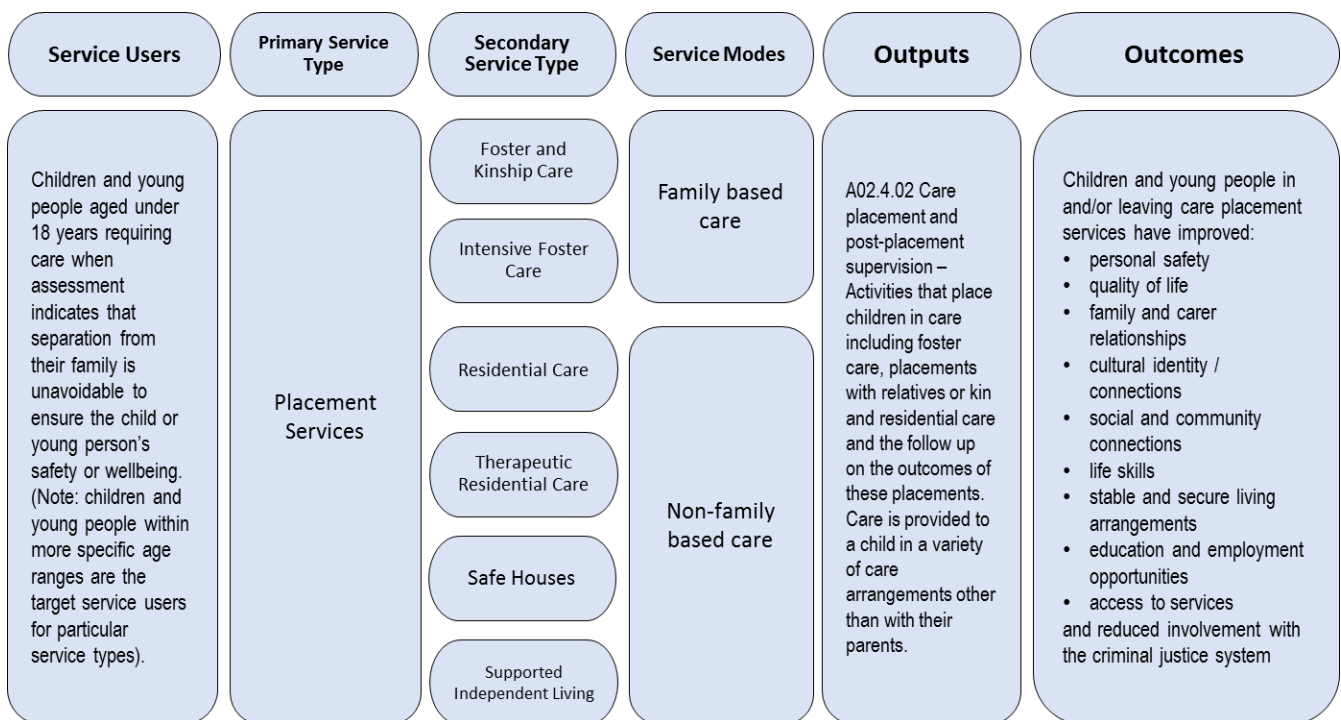 Service Users
Primary Service
Type
Secondary
Service Type
Service Modes
Outputs
Outcomes
Children and young
people aged under
18 years requiring
care when
assessment
indicates that
separation from
their family is
unavoidable to
ensure the child or
young person's
safety or wellbeing.
(Note: children and
young people within
more specific age
ranges are the
target service users
for particular
service types).
Placement
Services
Foster and
Kinship Care
Intensive Foster
Care
Residential Care
Therapeutic
Residential Care
Safe Houses
Supported
Independent Living
Family based
care
Non-family
based care
A02.4.02 Care
placement and
post-placement
supervision –
Activities that place
children in care
including foster
care, placements
with relatives or kin
and residential care
and the follow up
on the outcomes of
these placements.
Care is provided to
a child in a variety
of care
arrangements other
than with their
parents.
Children and young people in
and/or leaving care placement
services have improved:
• personal safety
• quality of life
• family and carer
relationships
• cultural identity /
connections
• social and community
connections
• life skills
• stable and secure living
arrangements
• education and employment
opportunities
• access to services
and reduced involvement with
the criminal justice system